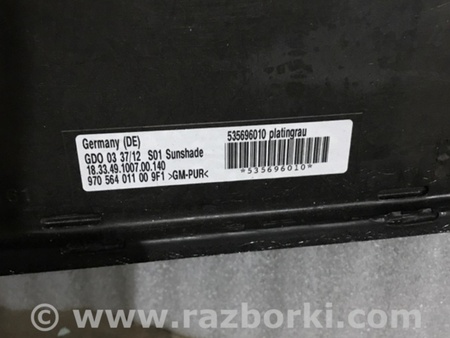 Germany (DE)
GDO 03 37/12 S01 Sunshade
18.33.49.1007.00.140
970 564 011 00 9F1 >GM-PUR<
535696010 platingrau
*535696010*
www.razborki.com